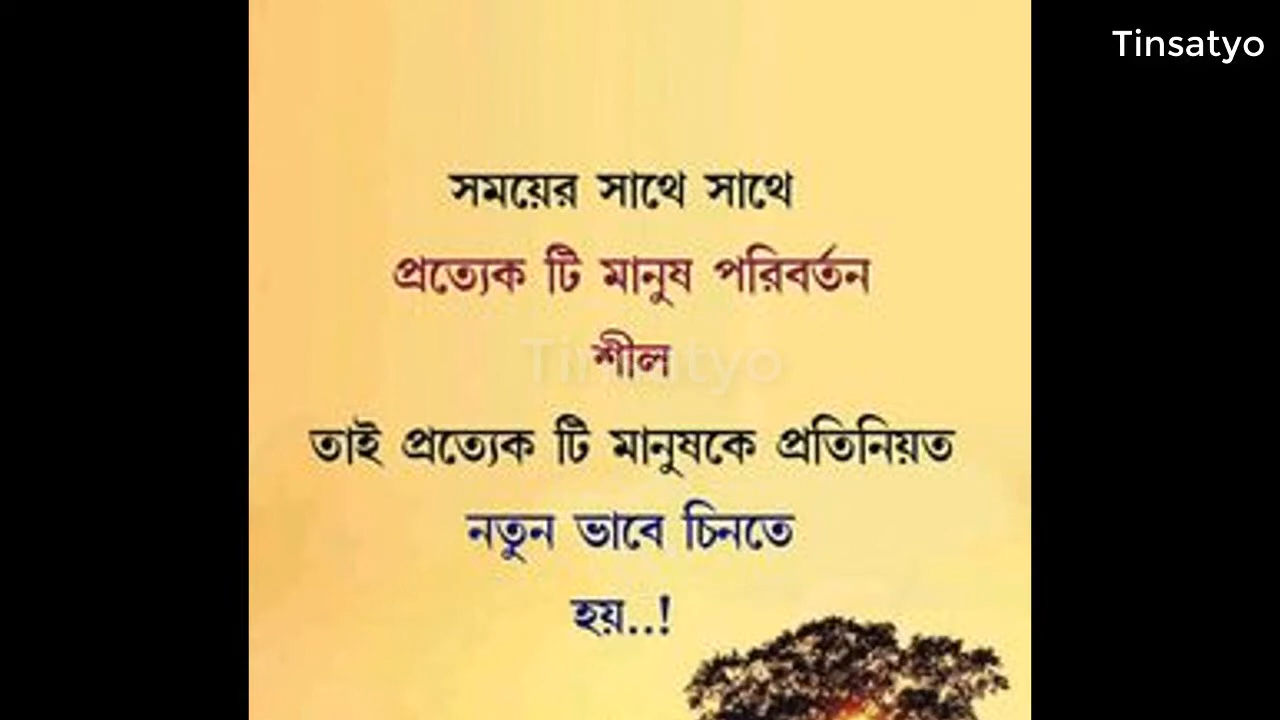 Tinsatyo
সময়ের সাথে সাথে
প্রত্যেক টি মানুষ পরিবর্তন
শীল
Tinsatyo
তাই প্রত্যেক টি মানুষকে প্রতিনিয়ত
নতুন ভাবে চিনতে
হয়..!